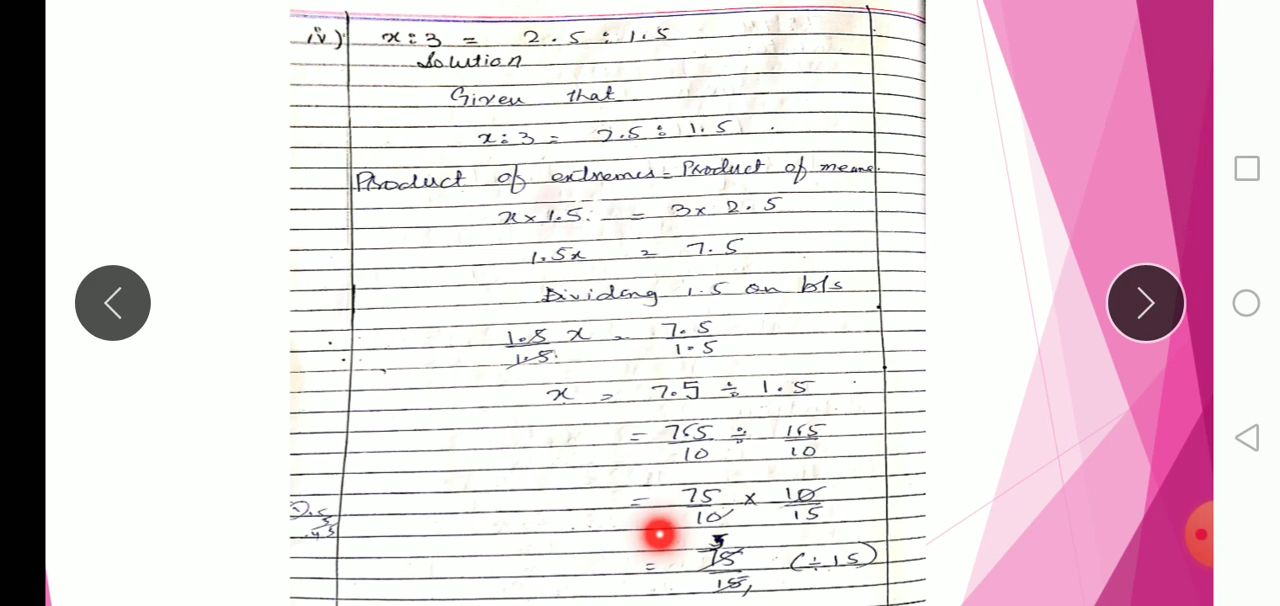 iv) x : 3 = 2.5 : 1.5
Solution
Given that
x : 3 = 2.5 : 1.5
Product of extremes = Product of means.
x × 1.5 = 3 × 2.5
1.5x = 7.5
Dividing 1.5 on b/s
1.5/1.5 x = 7.5/1.5
x = 7.5 ÷ 1.5
= 75/10 ÷ 15/10
= 75/10 × 10/15
= 75/15 (÷15)
5